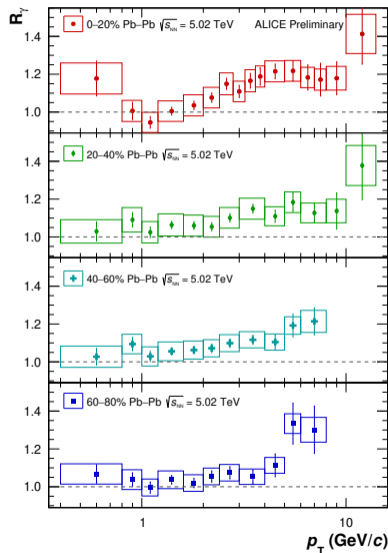 R_γ
0–20% Pb–Pb √s_NN = 5.02 TeV
ALICE Preliminary
1.4
1.2
1.0
20–40% Pb–Pb √s_NN = 5.02 TeV
1.4
1.2
1.0
40–60% Pb–Pb √s_NN = 5.02 TeV
1.4
1.2
1.0
60–80% Pb–Pb √s_NN = 5.02 TeV
1.4
1.2
1.0
1
10
p_T (GeV/c)